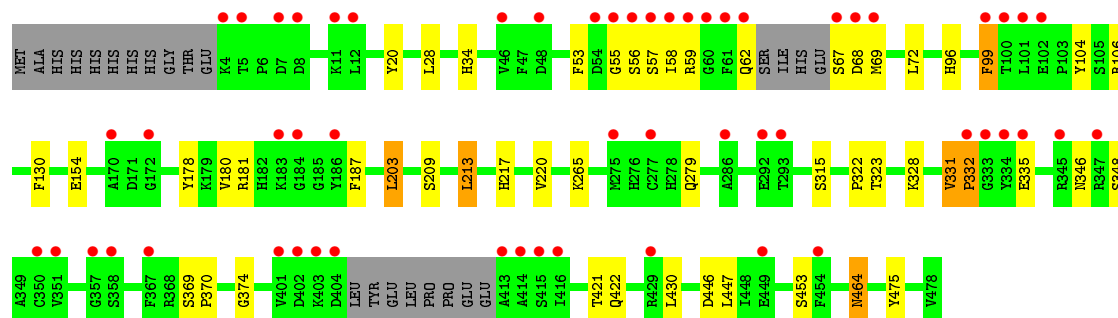 MET ALA HIS HIS HIS HIS HIS HIS GLY THR GLU K4 T5 P6 D7 D8 K11 L12 Y20 L28 H34 V46 F47 D48 F53 D54 G55 S56 S57 I58 R59 G60 F61 Q62 SER ILE HIS GLU S67 D68 M69 L72 H96 F99 T100 L101 E102 P103 Y104 S105 R106
F130 E154 A170 D171 G172 Y178 K179 V180 R181 H182 K183 G184 G185 Y186 F187 L203 S209 L213 H217 V220 K265 M275 H276 C277 H278 Q279 A286 E292 T293 S315 P322 T323 K328 V331 P332 G333 Y334 E335 R345 N346 R347 S348
A349 C350 V351 G357 S358 F367 R368 S369 P370 G374 V401 D402 K403 D404 LEU TYR GLU LEU PRO PRO GLU GLU A413 A414 S415 I416 T421 Q422 R429 L430 D446 L447 I448 E449 S453 F454 N464 Y475 V478